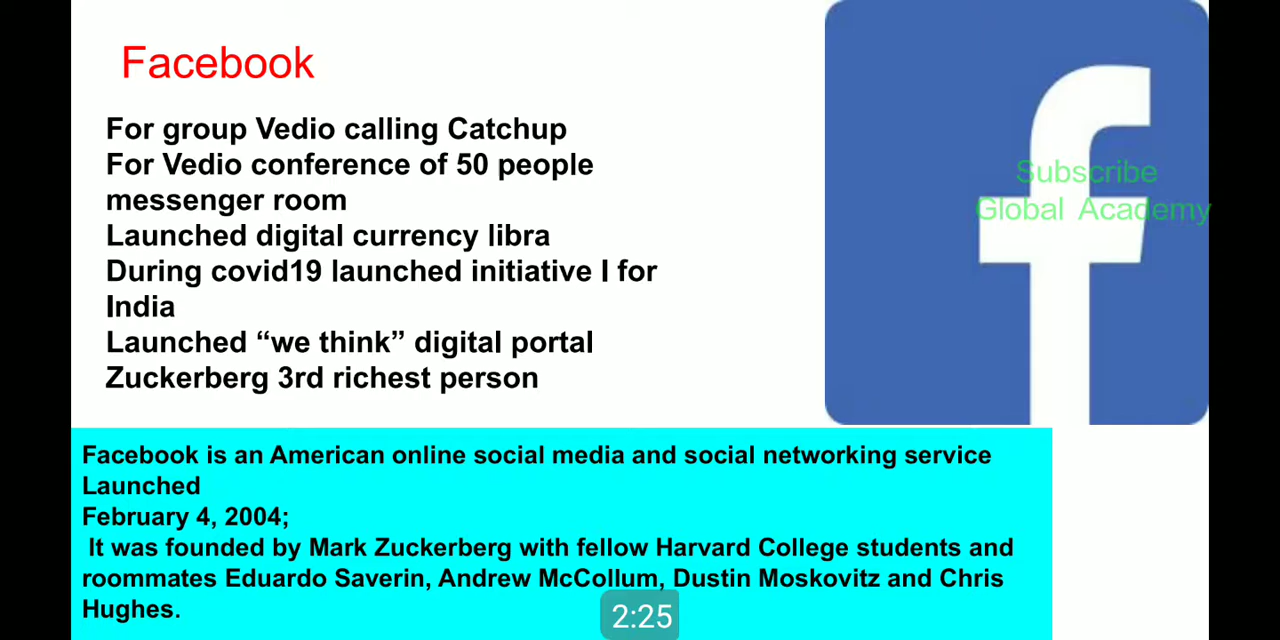 Facebook
For group Vedio calling Catchup
For Vedio conference of 50 people
messenger room
Launched digital currency libra
During covid19 launched initiative I for
India
Launched “we think” digital portal
Zuckerberg 3rd richest person
f
Subscribe
Global Academy
Facebook is an American online social media and social networking service
Launched
February 4, 2004;
It was founded by Mark Zuckerberg with fellow Harvard College students and
roommates Eduardo Saverin, Andrew McCollum, Dustin Moskovitz and Chris
Hughes.
2:25